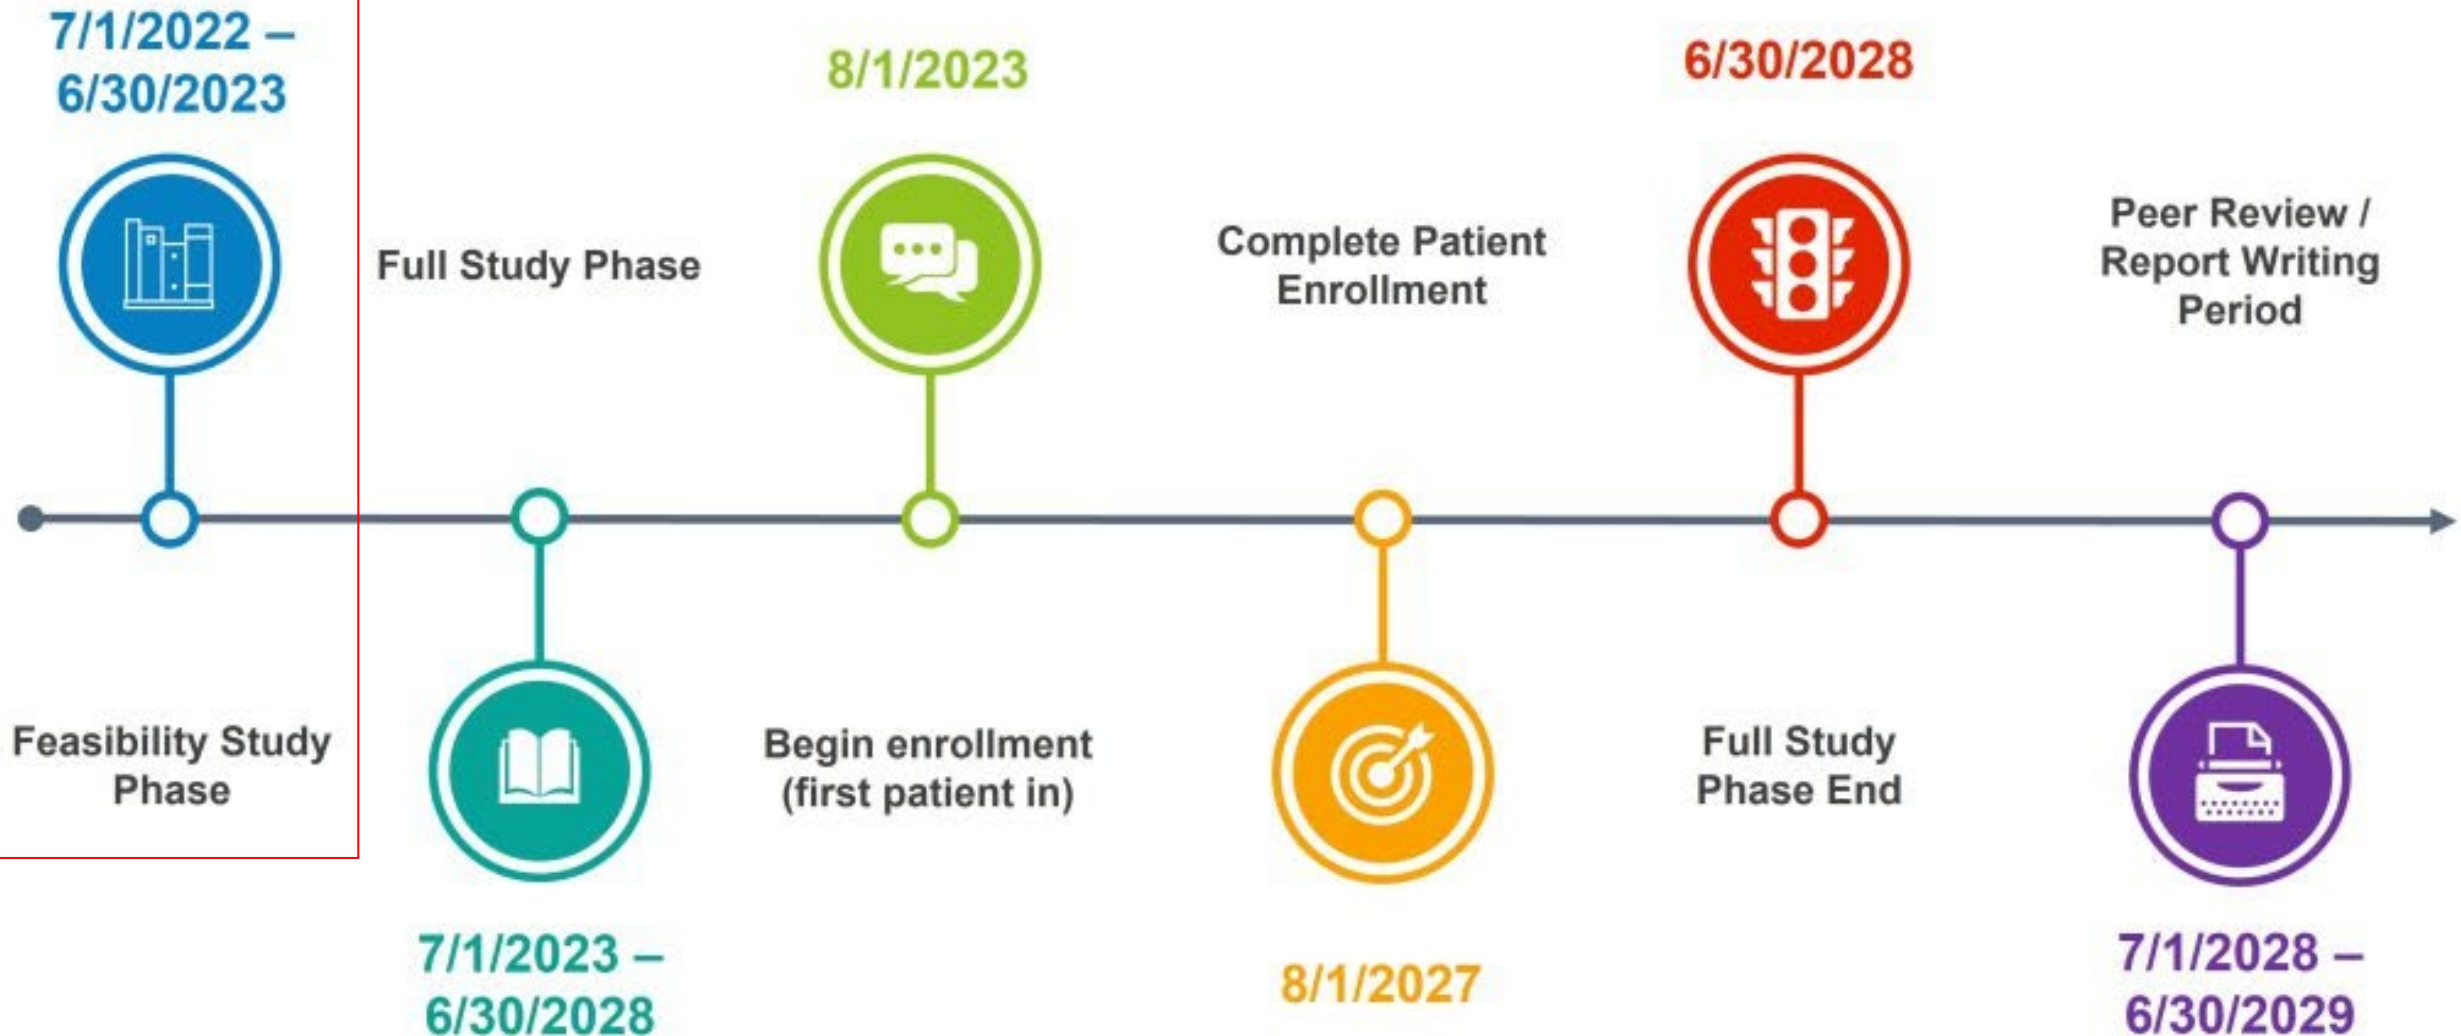 7/1/2022 –
6/30/2023
Feasibility Study
Phase
Full Study Phase
7/1/2023 –
6/30/2028
8/1/2023
Begin enrollment
(first patient in)
Complete Patient
Enrollment
8/1/2027
6/30/2028
Full Study
Phase End
Peer Review /
Report Writing
Period
7/1/2028 –
6/30/2029